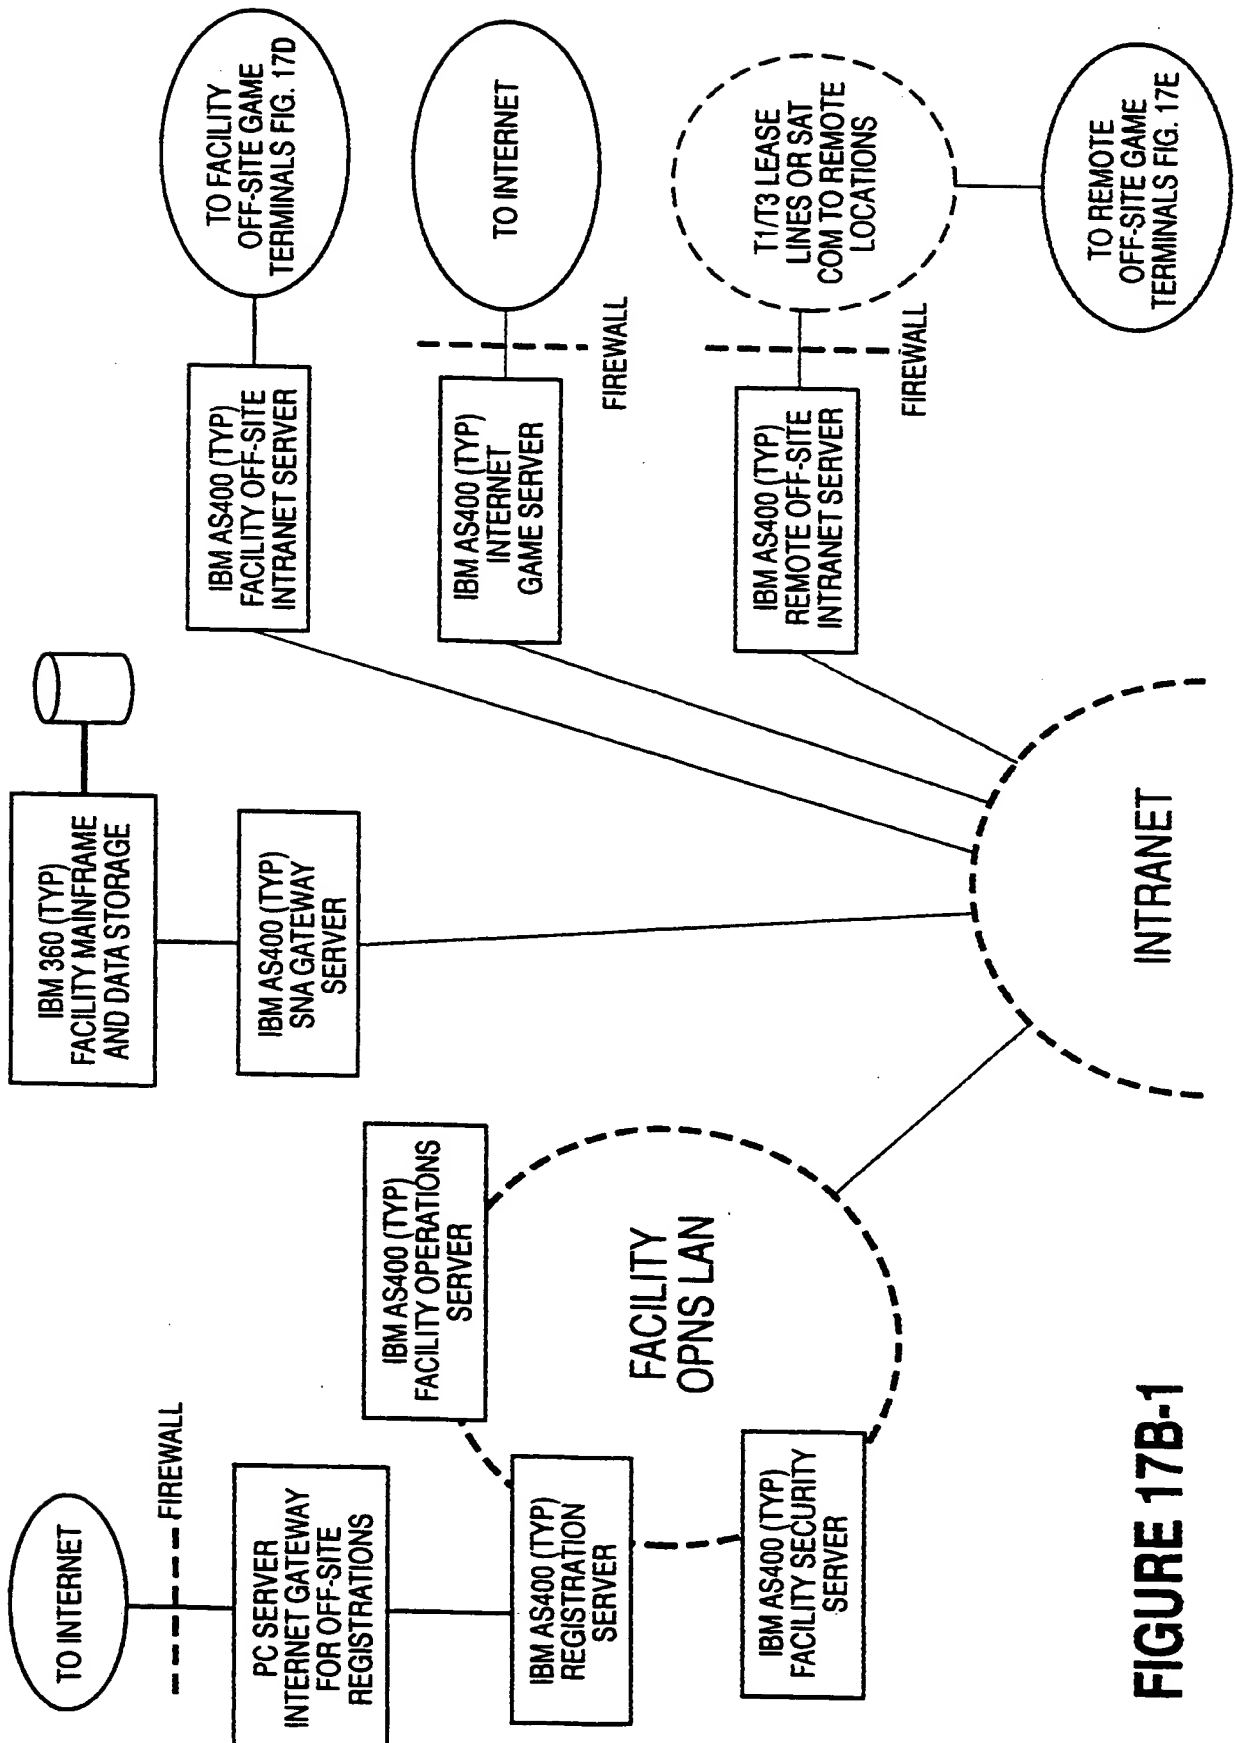 TO INTERNET
FIREWALL
PC SERVER
INTERNET GATEWAY
FOR OFF-SITE
REGISTRATIONS
IBM AS400 (TYP)
REGISTRATION
SERVER
IBM AS400 (TYP)
FACILITY SECURITY
SERVER
IBM AS400 (TYP)
FACILITY OPERATIONS
SERVER
FACILITY
OPNS LAN
IBM 360 (TYP)
FACILITY MAINFRAME
AND DATA STORAGE
IBM AS400 (TYP)
SNA GATEWAY
SERVER
INTRANET
IBM AS400 (TYP)
FACILITY OFF-SITE
INTRANET SERVER
TO FACILITY
OFF-SITE GAME
TERMINALS FIG. 17D
IBM AS400 (TYP)
INTERNET
GAME SERVER
FIREWALL
TO INTERNET
IBM AS400 (TYP)
REMOTE OFF-SITE
INTRANET SERVER
FIREWALL
T1/T3 LEASE
LINES OR SAT
COM TO REMOTE
LOCATIONS
TO REMOTE
OFF-SITE GAME
TERMINALS FIG. 17E
FIGURE 17B-1